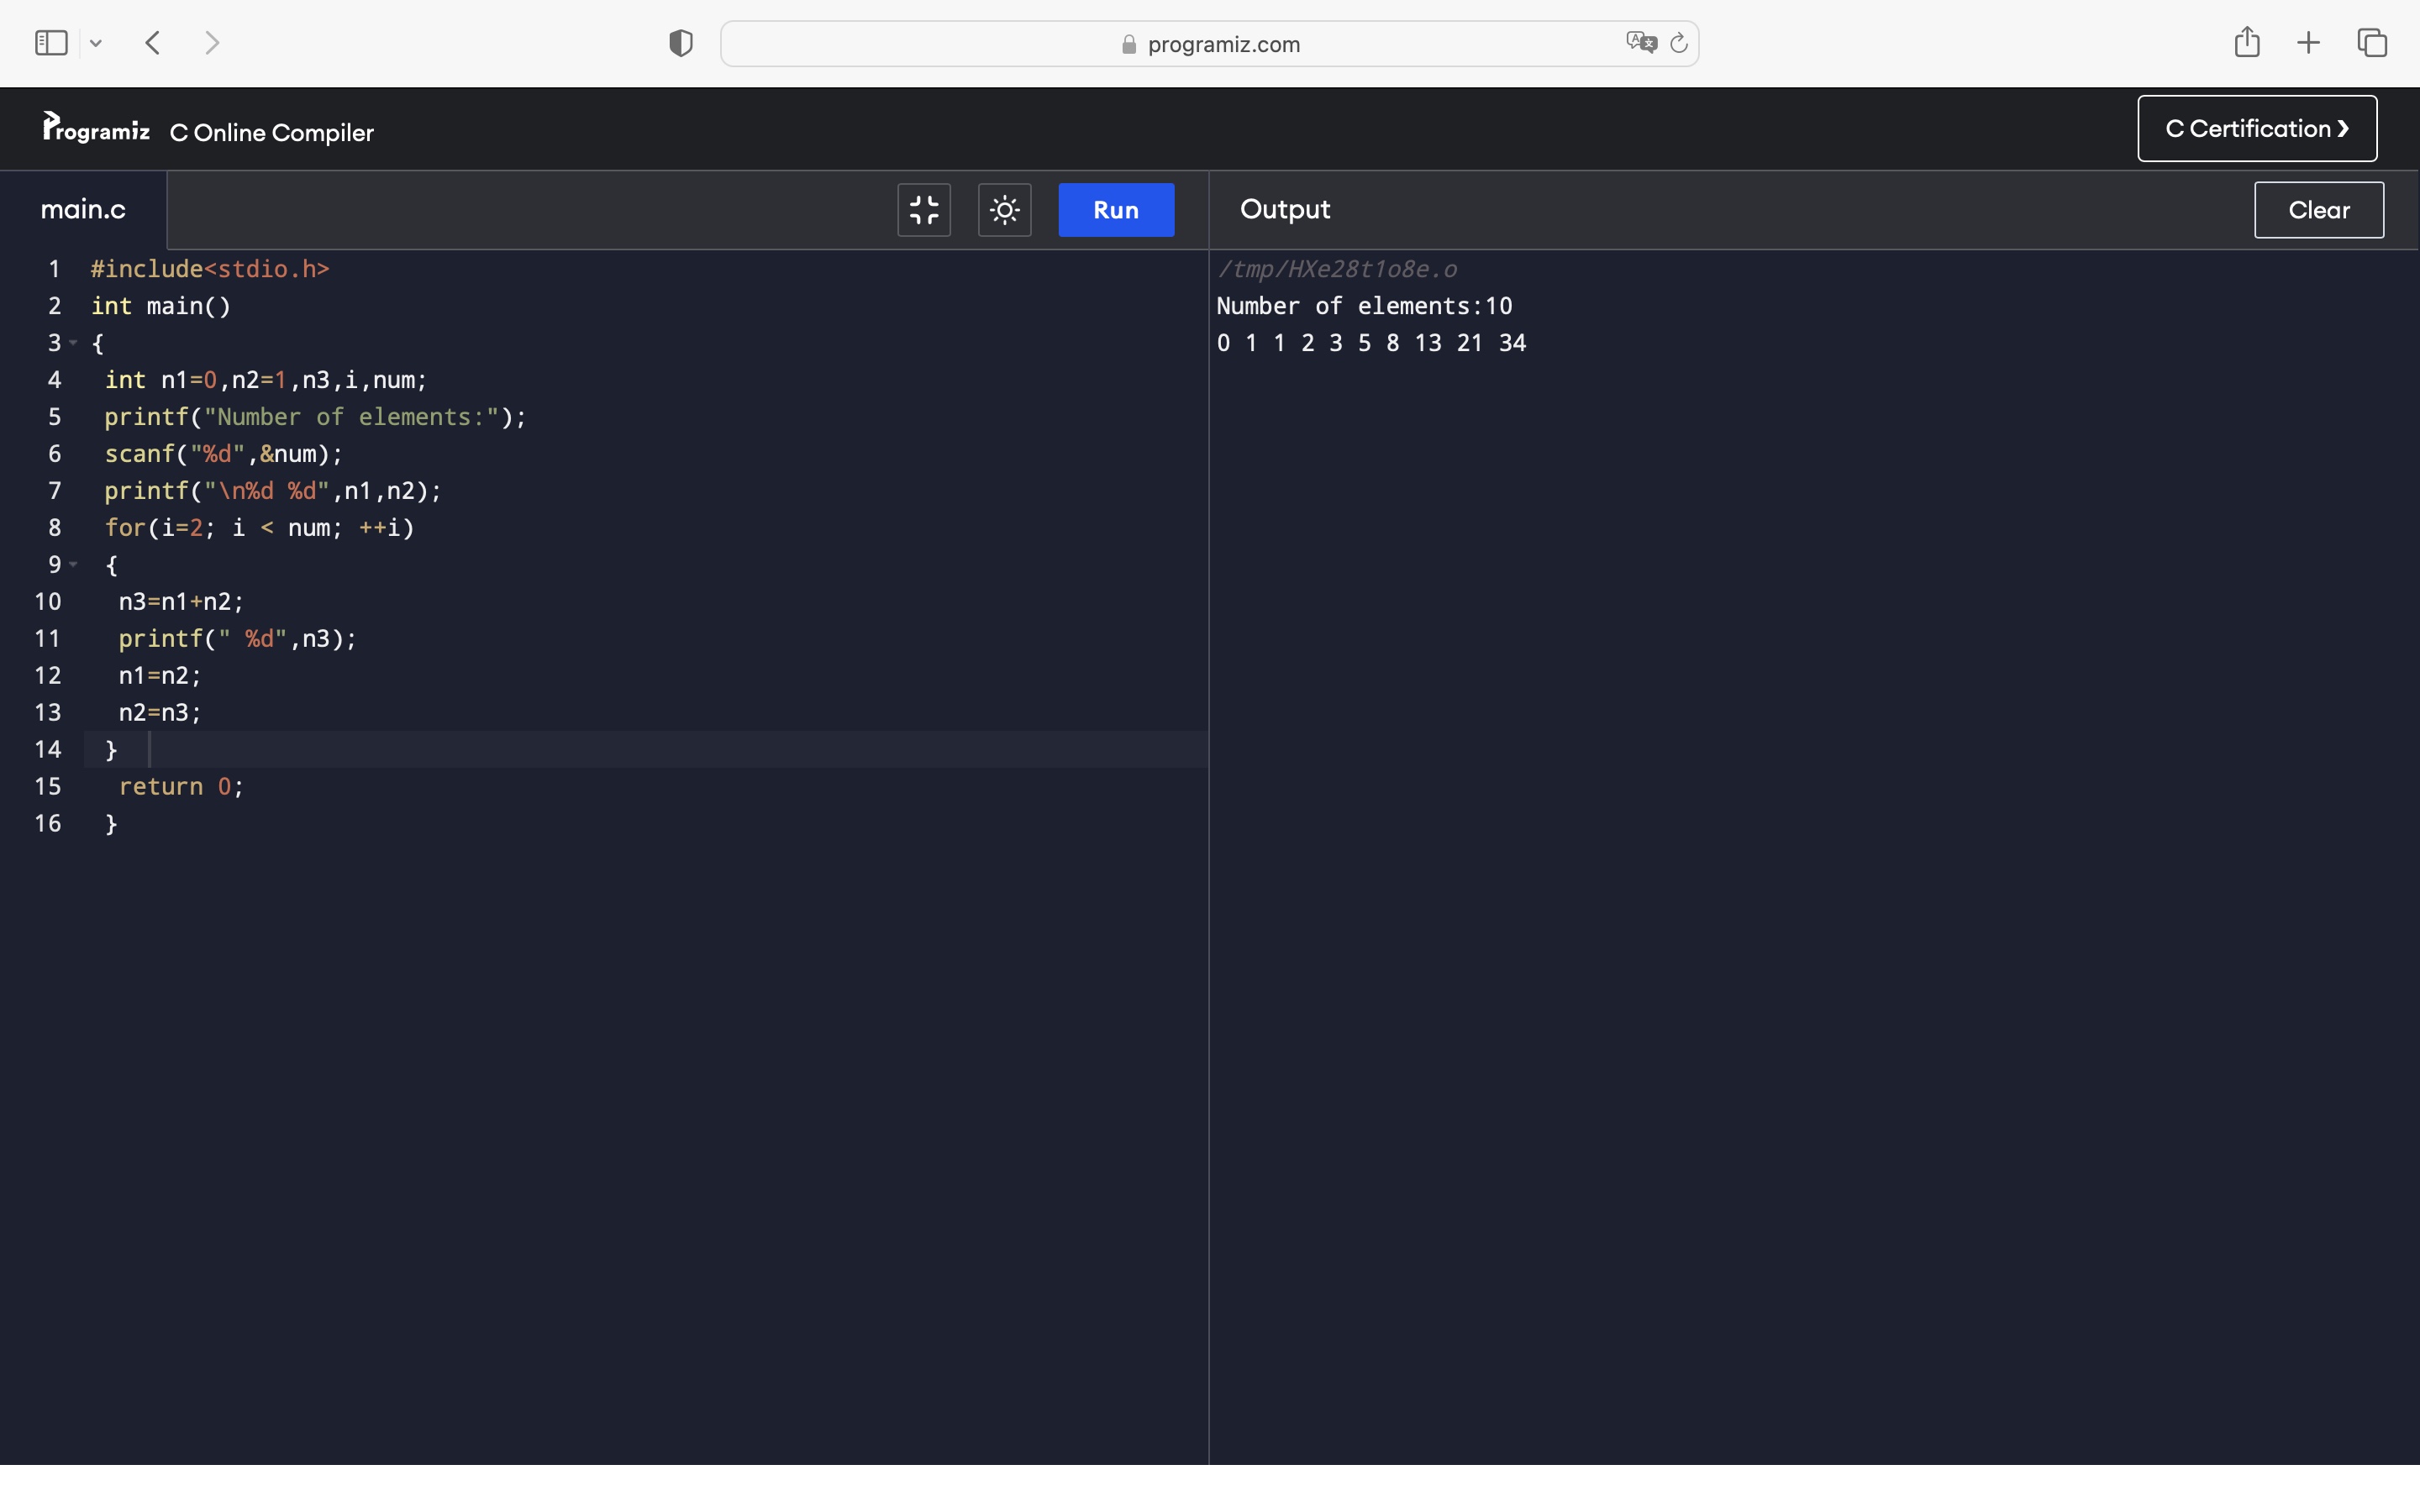 programiz.com
Programiz C Online Compiler
C Certification ❯
main.c
Run
Output
Clear
1 #include<stdio.h>
2 int main()
3 {
4  int n1=0,n2=1,n3,i,num;
5  printf("Number of elements:");
6  scanf("%d",&num);
7  printf("\n%d %d",n1,n2);
8  for(i=2; i < num; ++i)
9  {
10   n3=n1+n2;
11   printf(" %d",n3);
12   n1=n2;
13   n2=n3;
14  }
15   return 0;
16  }
/tmp/HXe28t1o8e.o
Number of elements:10
0 1 1 2 3 5 8 13 21 34